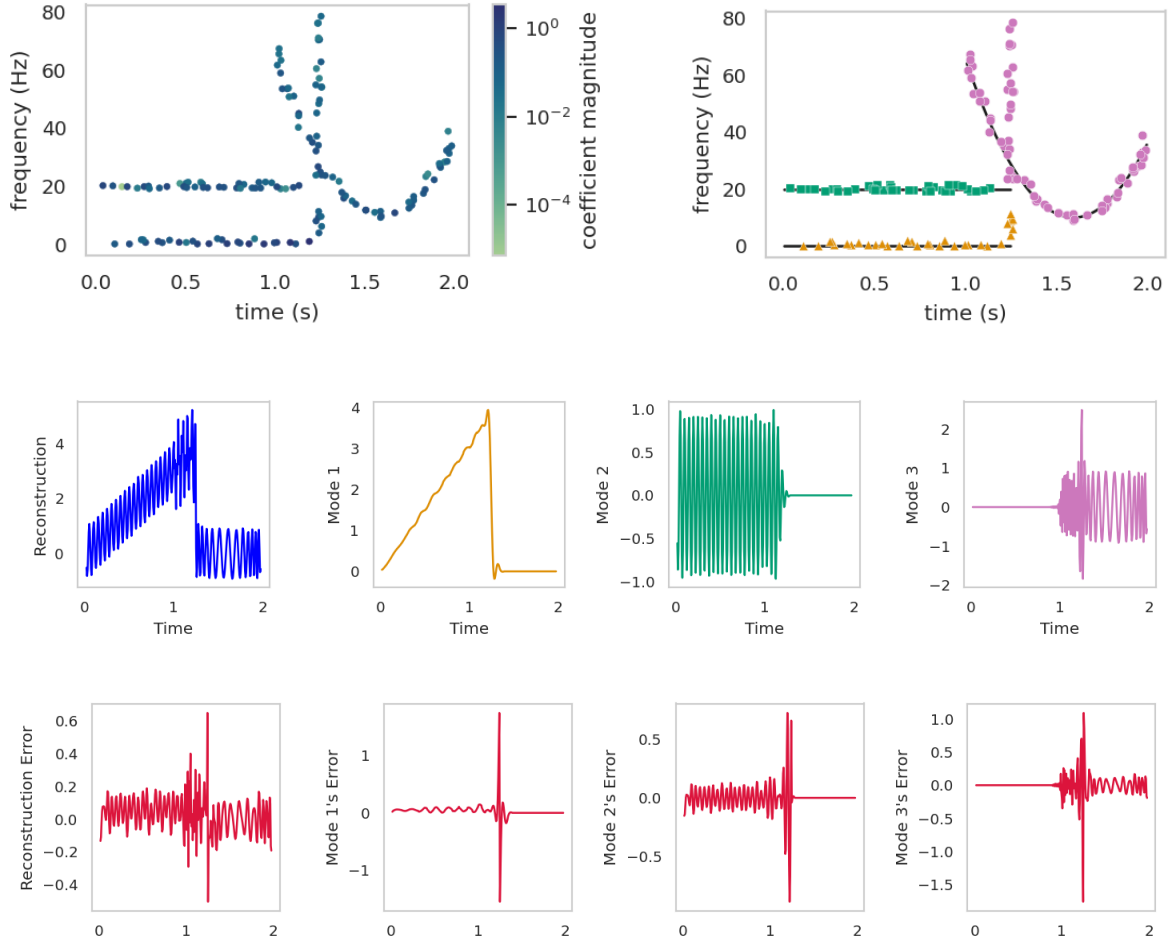 80
60
40
20
0
frequency (Hz)
0.0 0.5 1.0 1.5 2.0
time (s)
10⁰
10⁻²
10⁻⁴
coefficient magnitude
80
60
40
20
0
frequency (Hz)
0.0 0.5 1.0 1.5 2.0
time (s)
4
2
0
Reconstruction
0 1 2
Time
4
3
2
1
0
Mode 1
0 1 2
Time
1.0
0.5
0.0
−0.5
−1.0
Mode 2
0 1 2
Time
2
1
0
−1
−2
Mode 3
0 1 2
Time
0.6
0.4
0.2
0.0
−0.2
−0.4
Reconstruction Error
0 1 2
1
0
−1
Mode 1's Error
0 1 2
0.5
0.0
−0.5
Mode 2's Error
0 1 2
1.0
0.5
0.0
−0.5
−1.0
−1.5
Mode 3's Error
0 1 2